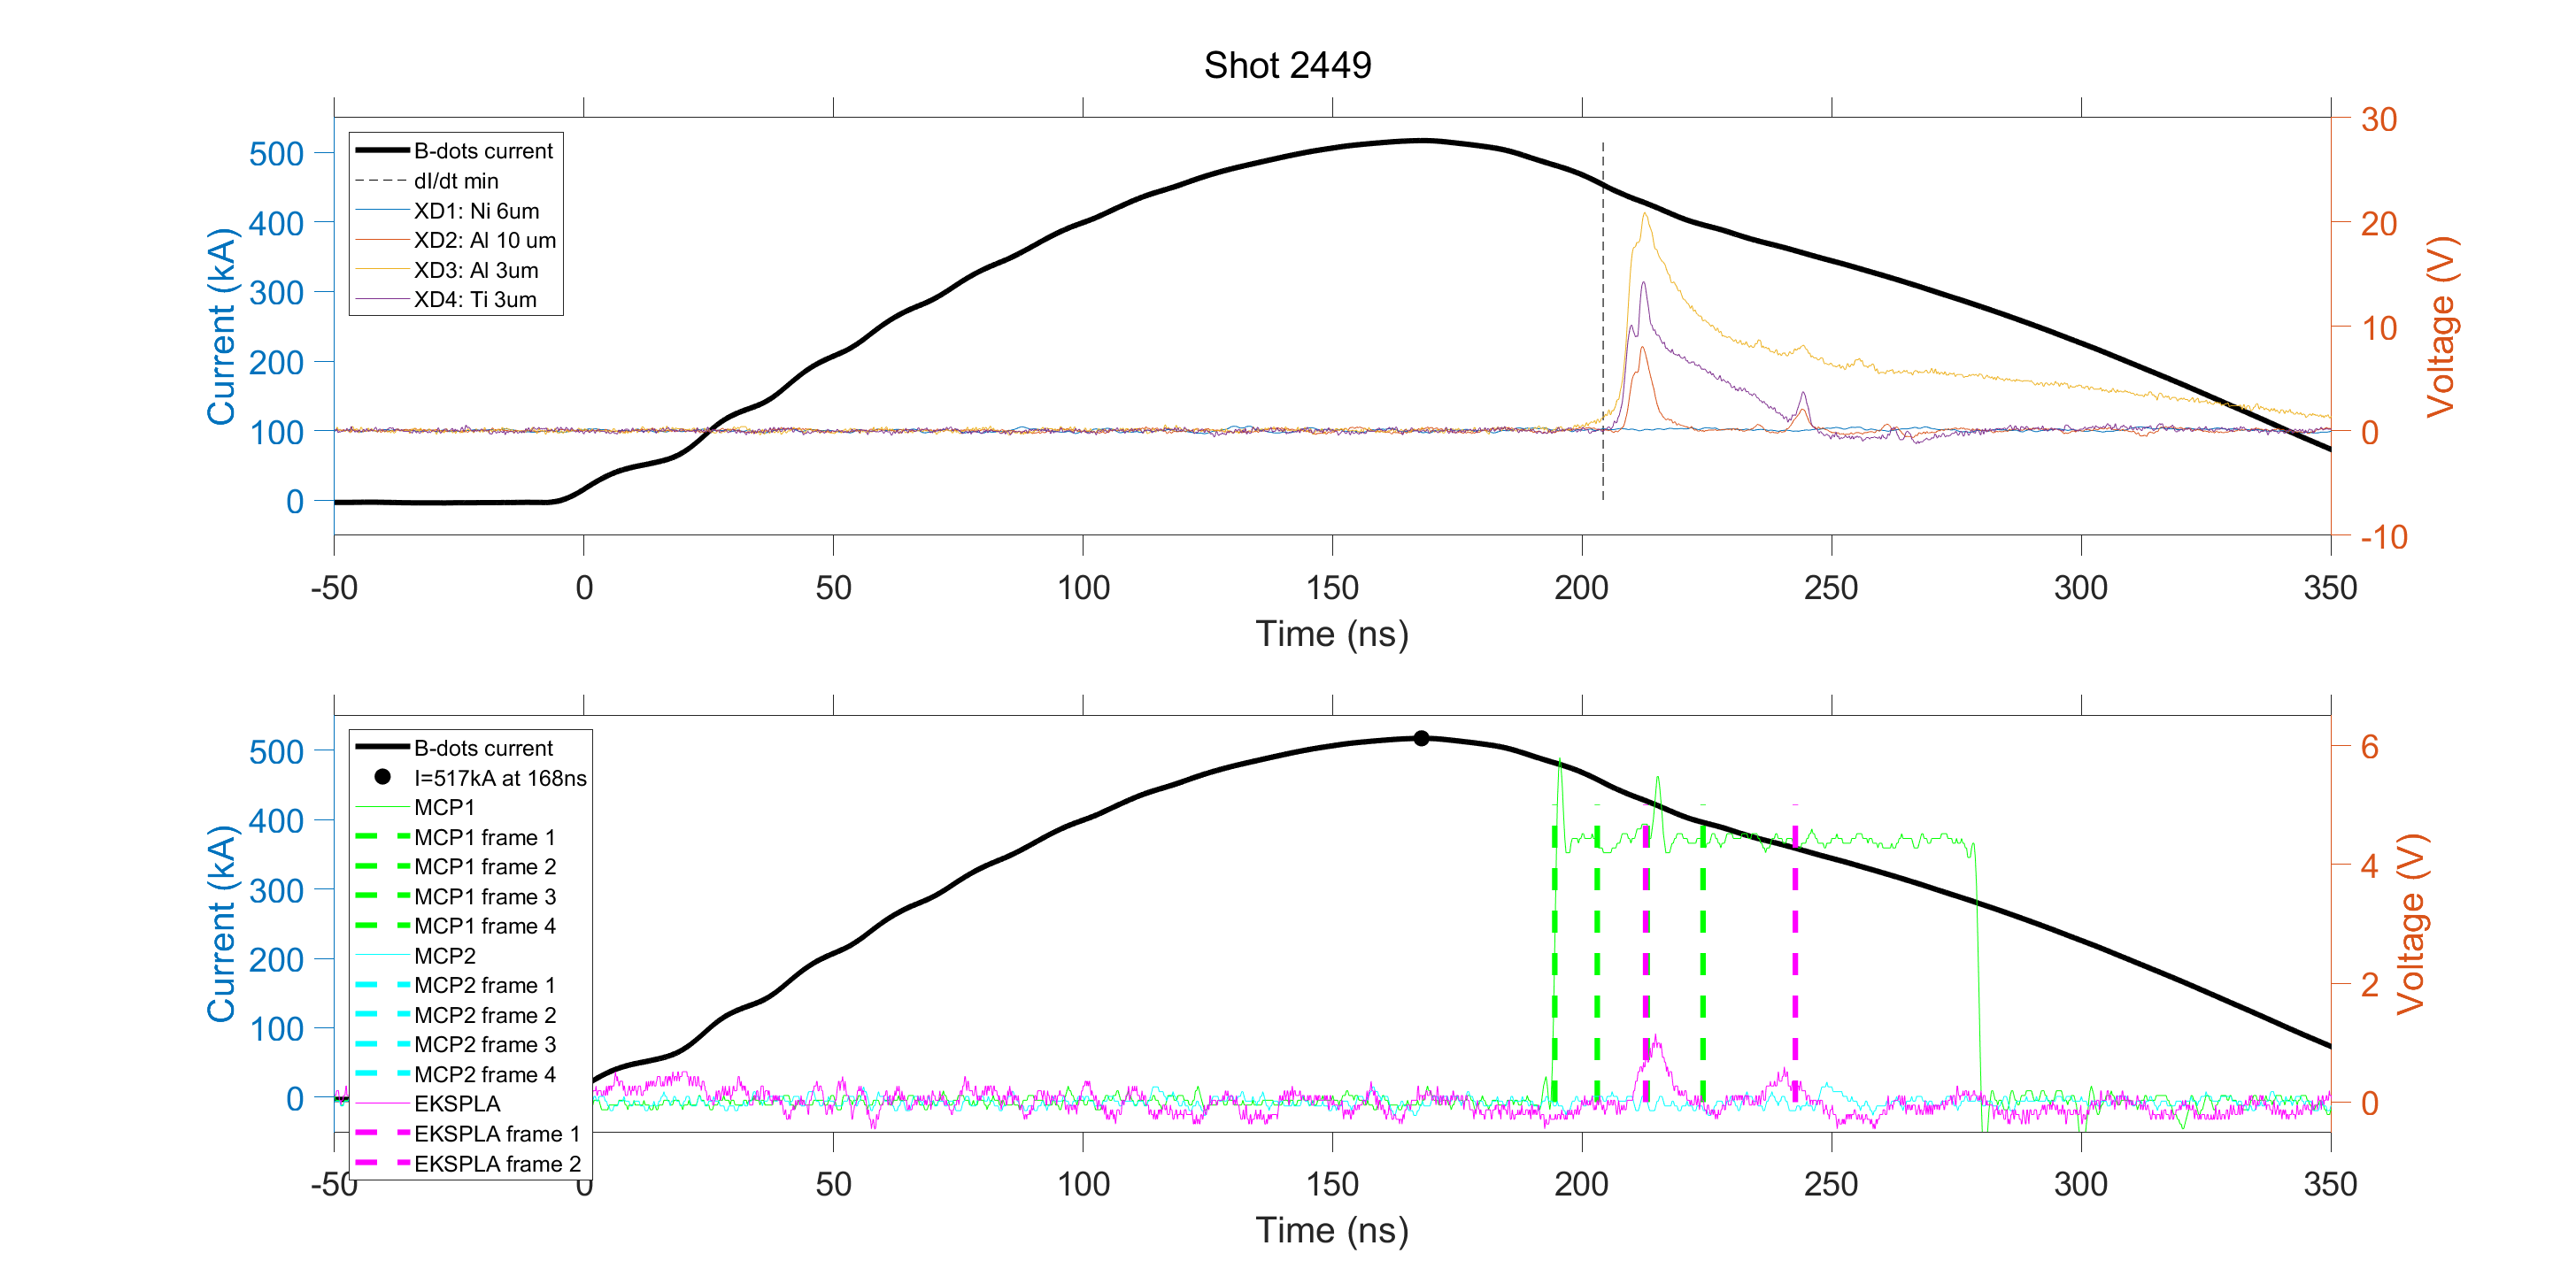 Shot 2449
500
400
300
200
100
0
Current (kA)
B-dots current
dI/dt min
XD1: Ni 6um
XD2: Al 10 um
XD3: Al 3um
XD4: Ti 3um
30
20
10
0
-10
Voltage (V)
-50 0 50 100 150 200 250 300 350
Time (ns)
500
400
300
200
100
0
Current (kA)
B-dots current
I=517kA at 168ns
MCP1
MCP1 frame 1
MCP1 frame 2
MCP1 frame 3
MCP1 frame 4
MCP2
MCP2 frame 1
MCP2 frame 2
MCP2 frame 3
MCP2 frame 4
EKSPLA
EKSPLA frame 1
EKSPLA frame 2
6
4
2
0
Voltage (V)
-50 0 50 100 150 200 250 300 350
Time (ns)